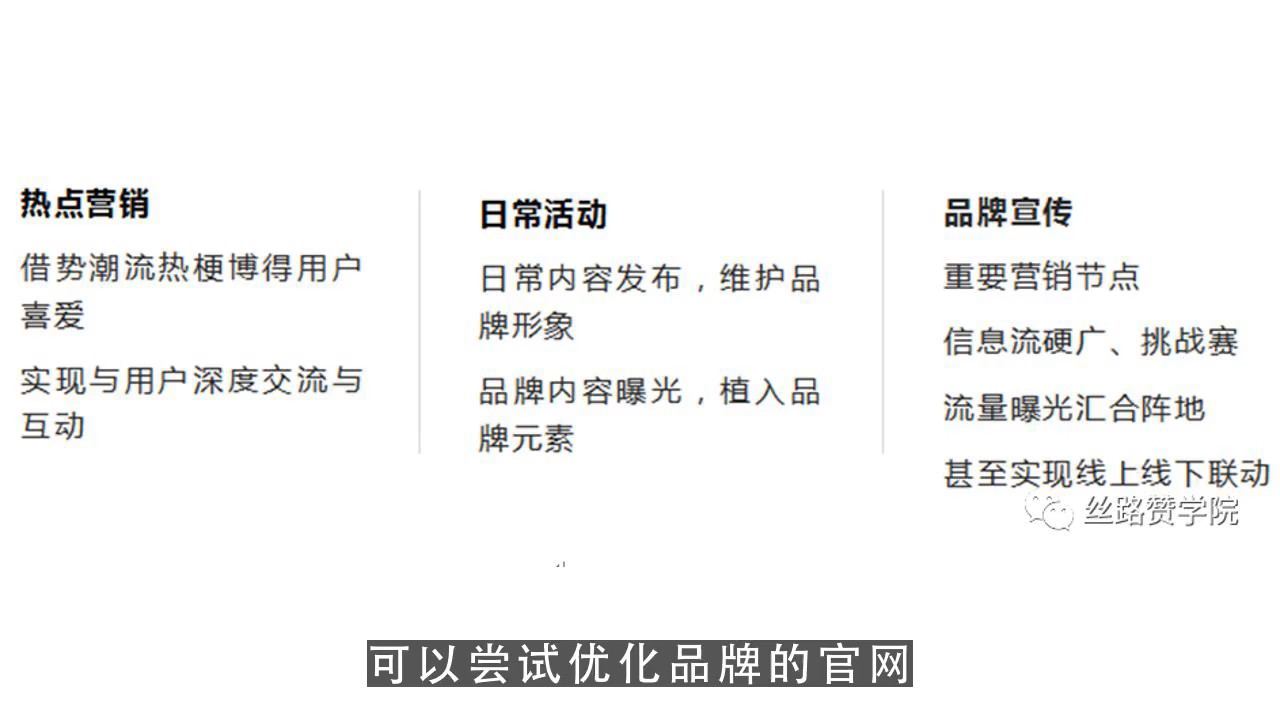 热点营销
借势潮流热梗博得用户
喜爱
实现与用户深度交流与
互动
日常活动
日常内容发布，维护品
牌形象
品牌内容曝光，植入品
牌元素
品牌宣传
重要营销节点
信息流硬广、挑战赛
流量曝光汇合阵地
甚至实现线上线下联动
丝路赞学院
可以尝试优化品牌的官网